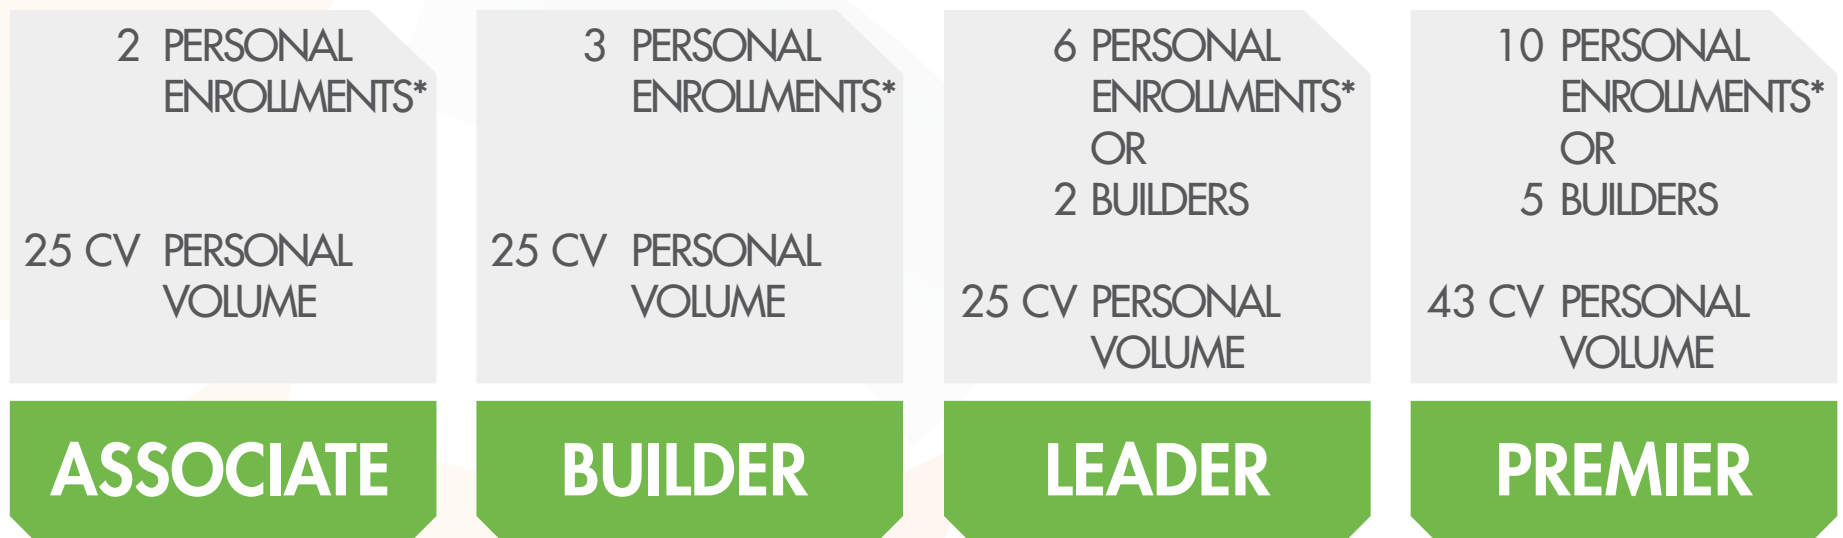 2 PERSONAL
ENROLLMENTS*
25 CV PERSONAL
VOLUME
ASSOCIATE
3 PERSONAL
ENROLLMENTS*
25 CV PERSONAL
VOLUME
BUILDER
6 PERSONAL
ENROLLMENTS*
OR
2 BUILDERS
25 CV PERSONAL
VOLUME
LEADER
10 PERSONAL
ENROLLMENTS*
OR
5 BUILDERS
43 CV PERSONAL
VOLUME
PREMIER